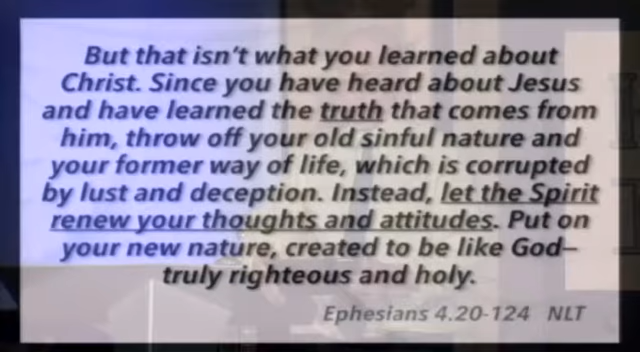 But that isn't what you learned about
Christ. Since you have heard about Jesus
and have learned the truth that comes from
him, throw off your old sinful nature and
your former way of life, which is corrupted
by lust and deception. Instead, let the Spirit
renew your thoughts and attitudes. Put on
your new nature, created to be like God–
truly righteous and holy.
Ephesians 4.20-124 NLT